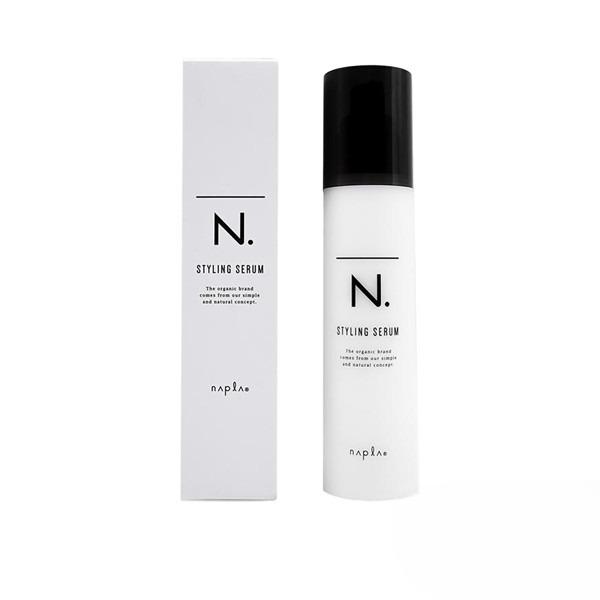 N.
STYLING SERUM
The organic brand
comes from our simple
and natural concept.
napla®
N.
STYLING SERUM
The organic brand
comes from our simple
and natural concept.
napla®